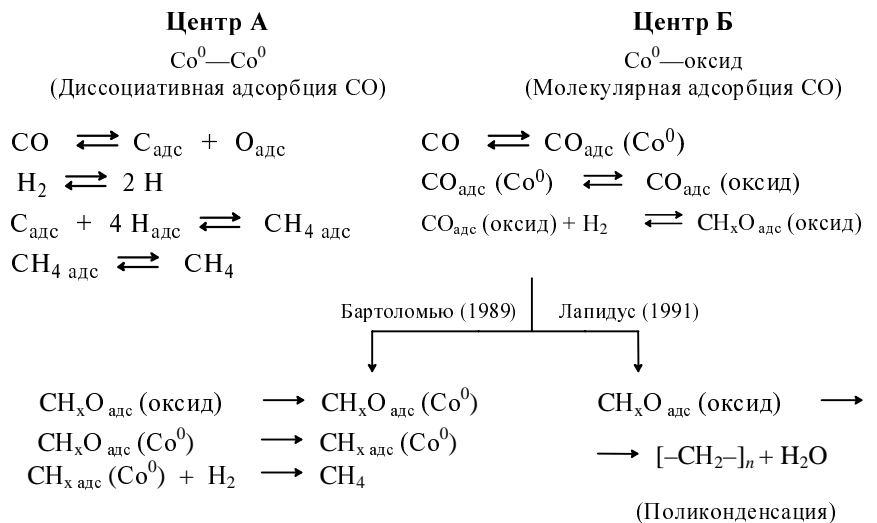 Центр А
Co⁰—Co⁰
(Диссоциативная адсорбция СО)
CO ⇄ C адс + O адс
H₂ ⇄ 2 H
C адс + 4 H адс ⇄ CH₄ адс
CH₄ адс ⇄ CH₄
Центр Б
Co⁰—оксид
(Молекулярная адсорбция СО)
CO ⇄ CO адс (Co⁰)
CO адс (Co⁰) ⇄ CO адс (оксид)
CO адс (оксид) + H₂ ⇄ CHₓO адс (оксид)
Бартоломью (1989)
Лапидус (1991)
CHₓO адс (оксид) → CHₓO адс (Co⁰)
CHₓO адс (Co⁰) → CHₓ адс (Co⁰)
CHₓ адс (Co⁰) + H₂ → CH₄
CHₓO адс (оксид) →
→ [–CH₂–]ₙ + H₂O
(Поликонденсация)